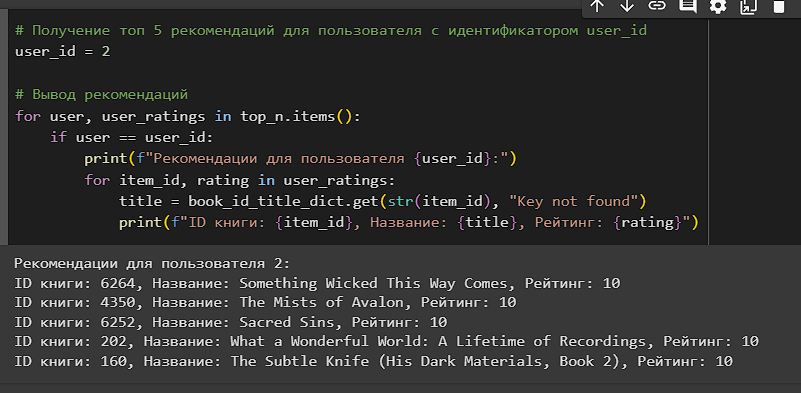 # Получение топ 5 рекомендаций для пользователя с идентификатором user_id
user_id = 2
# Вывод рекомендаций
for user, user_ratings in top_n.items():
    if user == user_id:
        print(f"Рекомендации для пользователя {user_id}:")
        for item_id, rating in user_ratings:
            title = book_id_title_dict.get(str(item_id), "Key not found")
            print(f"ID книги: {item_id}, Название: {title}, Рейтинг: {rating}")
Рекомендации для пользователя 2:
ID книги: 6264, Название: Something Wicked This Way Comes, Рейтинг: 10
ID книги: 4350, Название: The Mists of Avalon, Рейтинг: 10
ID книги: 6252, Название: Sacred Sins, Рейтинг: 10
ID книги: 202, Название: What a Wonderful World: A Lifetime of Recordings, Рейтинг: 10
ID книги: 160, Название: The Subtle Knife (His Dark Materials, Book 2), Рейтинг: 10